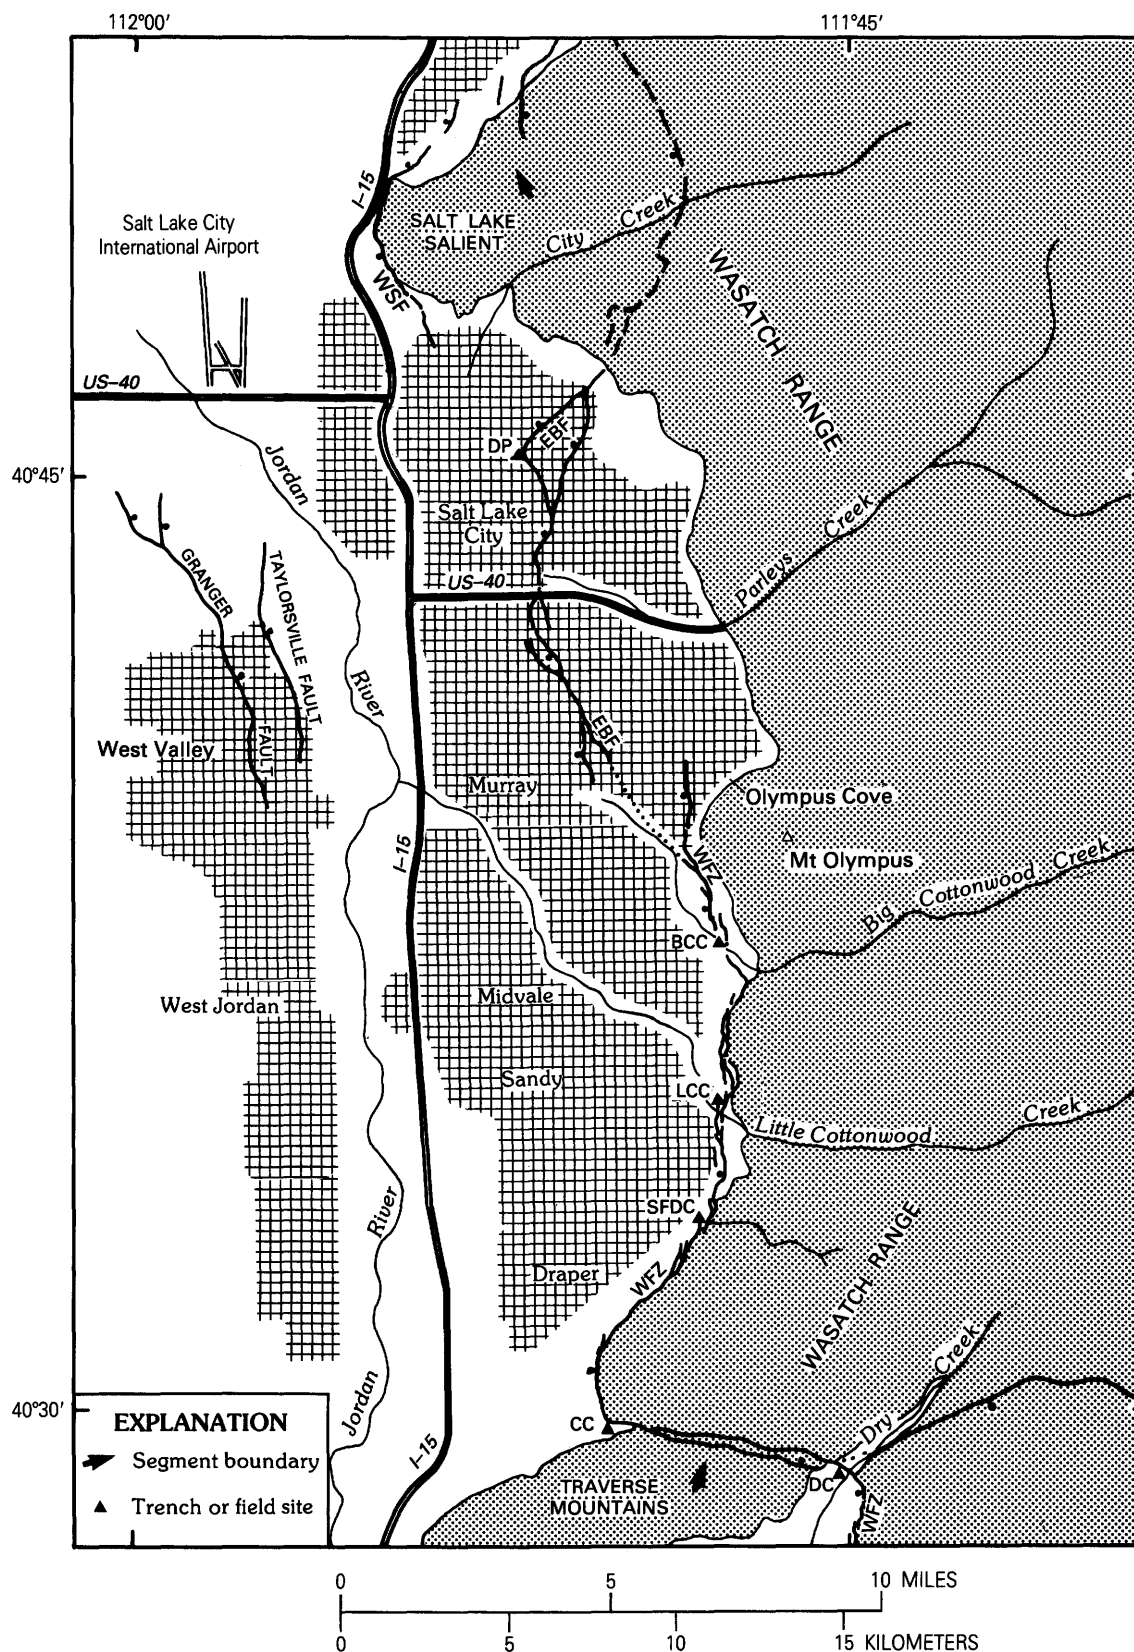 112°00'
111°45'
I-15
Salt Lake City
International Airport
SALT LAKE
SALIENT
City Creek
WSF
WASATCH RANGE
US-40
DP
EBF
40°45'
Jordan
Salt Lake
City
Parleys Creek
US-40
GRANGER
FAULT
TAYLORSVILLE FAULT
River
EBF
West Valley
Murray
Olympus Cove
Mt Olympus
I-15
WFZ
Big Cottonwood Creek
BCC
West Jordan
Midvale
Sandy
LCC
Little Cottonwood Creek
River
SFDC
WASATCH RANGE
Draper
WFZ
Jordan
Dry Creek
40°30'
EXPLANATION
Segment boundary
Trench or field site
I-15
CC
TRAVERSE
MOUNTAINS
DC
WFZ
0 5 10 MILES
0 5 10 15 KILOMETERS